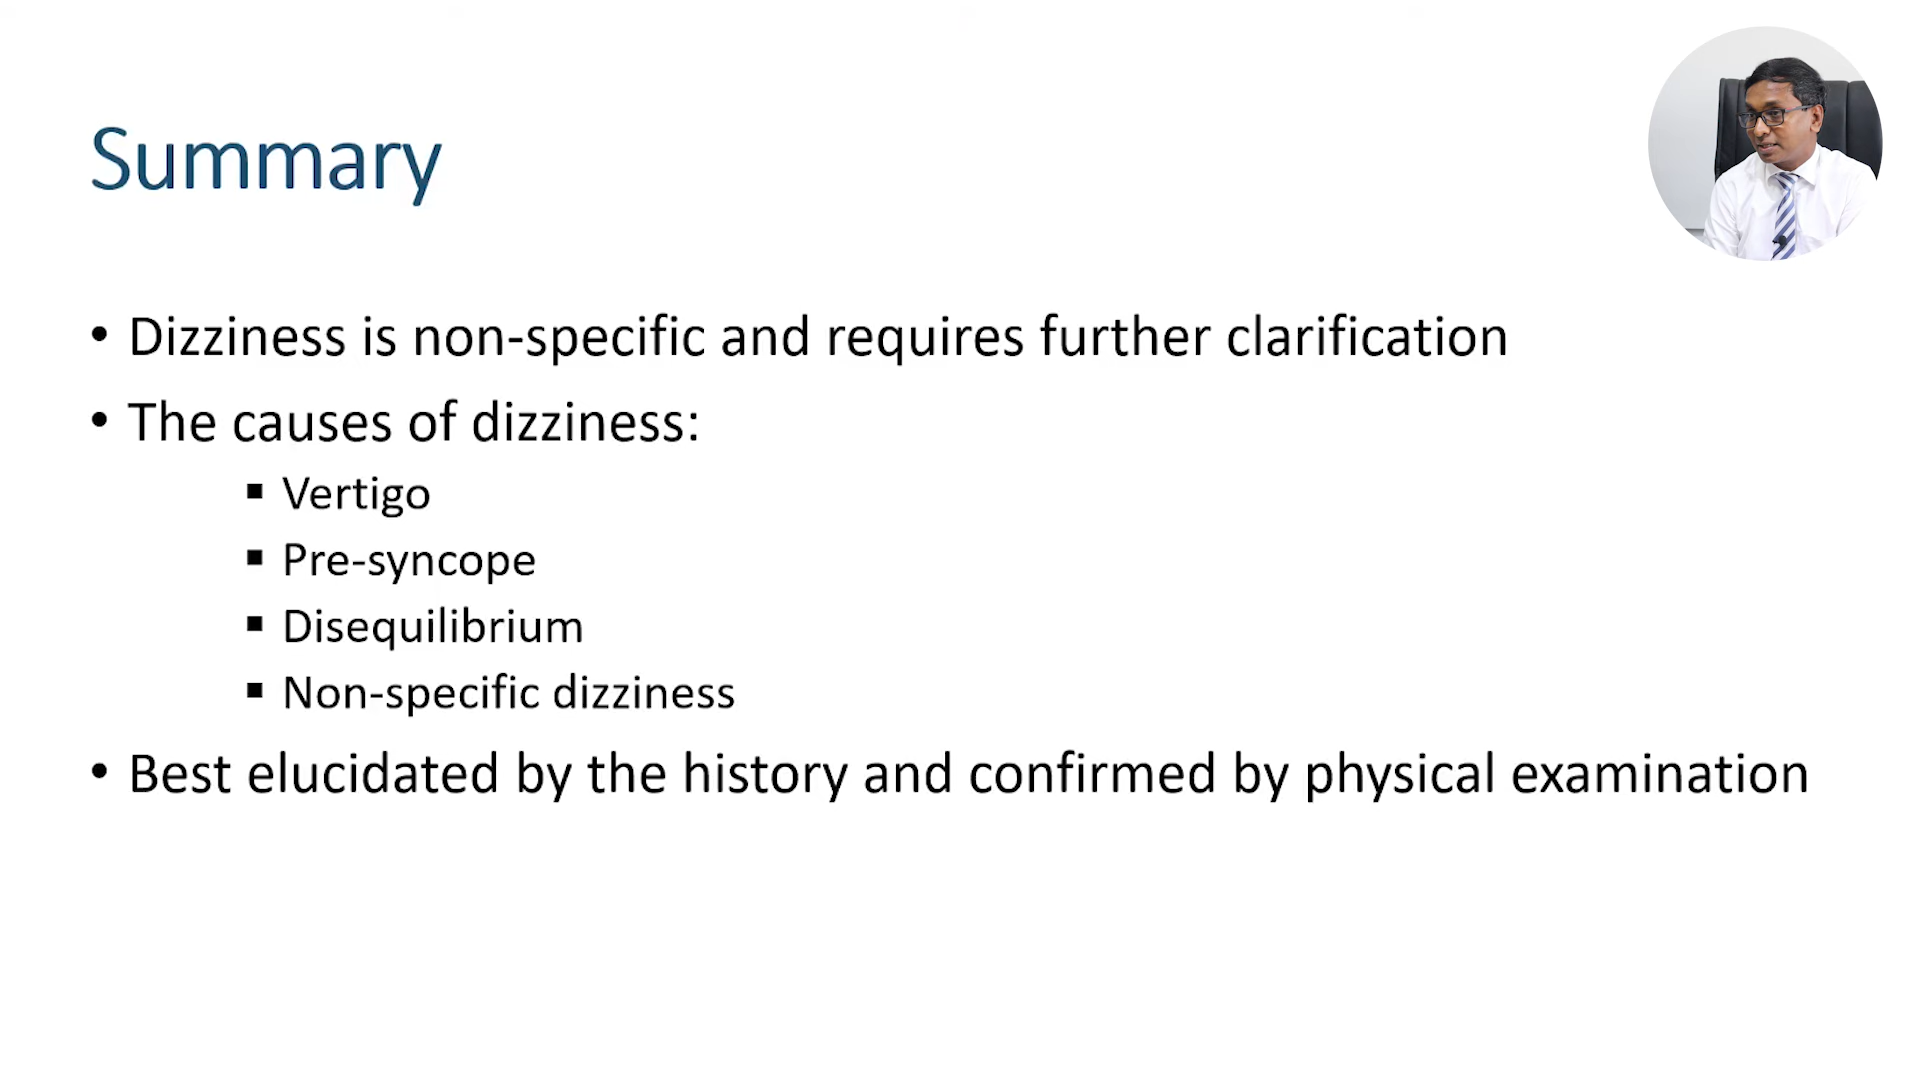 Summary
• Dizziness is non-specific and requires further clarification
• The causes of dizziness:
▪ Vertigo
▪ Pre-syncope
▪ Disequilibrium
▪ Non-specific dizziness
• Best elucidated by the history and confirmed by physical examination